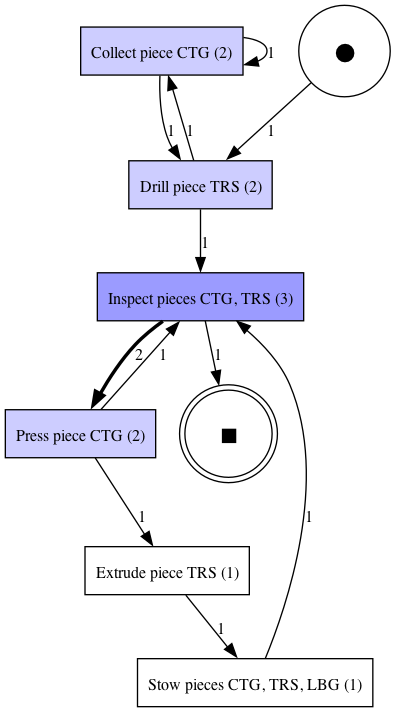 Collect piece CTG (2)
1
1
1
1
Drill piece TRS (2)
1
Inspect pieces CTG, TRS (3)
2
1
1
Press piece CTG (2)
1
1
Extrude piece TRS (1)
1
Stow pieces CTG, TRS, LBG (1)